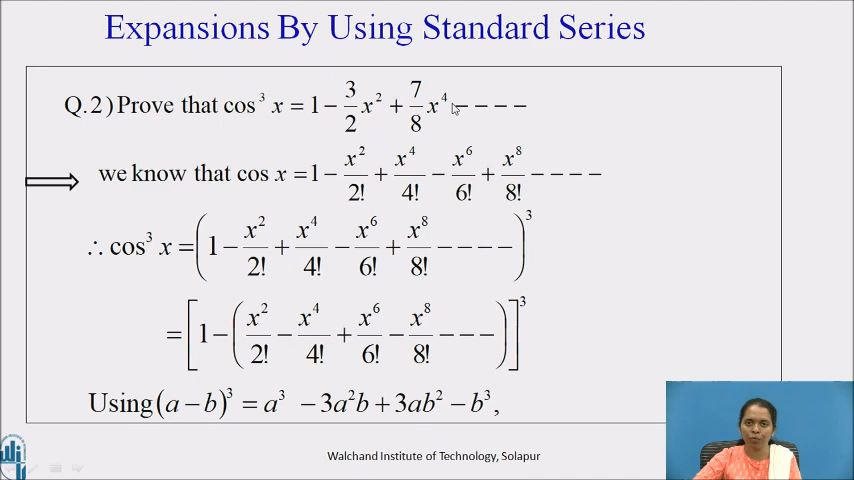 Expansions By Using Standard Series
Q.2) Prove that cos³ x = 1 − 3/2 x² + 7/8 x⁴ − − − −
we know that cos x = 1 − x²/2! + x⁴/4! − x⁶/6! + x⁸/8! − − − −
∴ cos³ x = (1 − x²/2! + x⁴/4! − x⁶/6! + x⁸/8! − − − −)³
= [1 − (x²/2! − x⁴/4! + x⁶/6! − x⁸/8! − − −)]³
Using (a − b)³ = a³ − 3a²b + 3ab² − b³,
Walchand Institute of Technology, Solapur